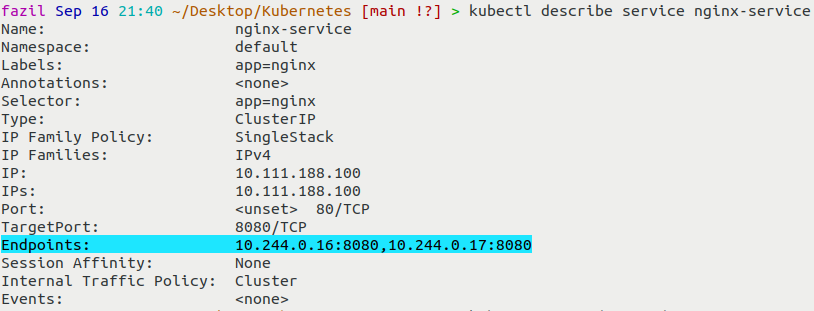 fazil Sep 16 21:40 ~/Desktop/Kubernetes [main !?] > kubectl describe service nginx-service
Name: nginx-service
Namespace: default
Labels: app=nginx
Annotations: <none>
Selector: app=nginx
Type: ClusterIP
IP Family Policy: SingleStack
IP Families: IPv4
IP: 10.111.188.100
IPs: 10.111.188.100
Port: <unset> 80/TCP
TargetPort: 8080/TCP
Endpoints: 10.244.0.16:8080,10.244.0.17:8080
Session Affinity: None
Internal Traffic Policy: Cluster
Events: <none>